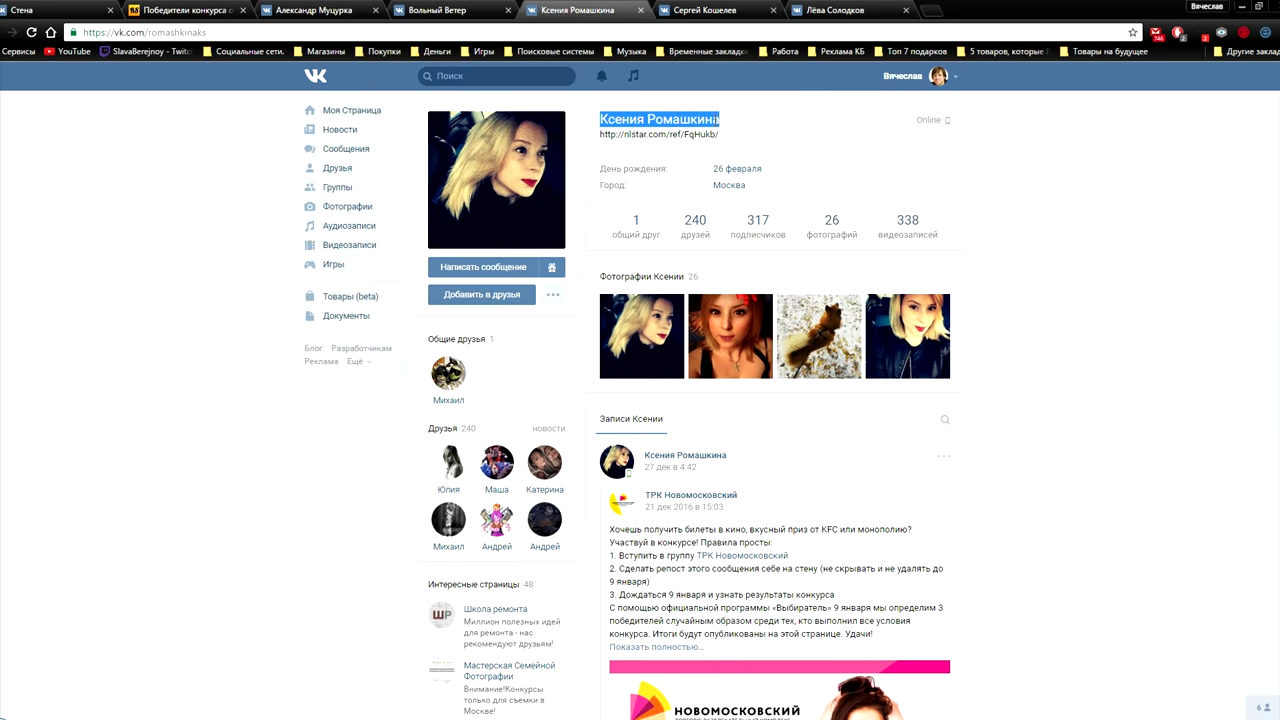 Вячеслав
Стена
Победители конкурса о
Александр Муцурка
Вольный Ветер
Ксения Ромашкина
Сергей Кошелев
Лёва Солодков
https://vk.com/romashkinaks
746
2
2
Сервисы
YouTube
SlavaBerejnoy - Twitc
Социальные сети.
Магазины
Покупки
Деньги
Игры
Поисковые системы
Музыка
Временные закладк
Работа
Реклама КБ
Топ 7 подарков
5 товаров, которые Я
Товары на будущее
Другие заклад
Поиск
Вячеслав
Моя Страница
Новости
Сообщения
Друзья
Группы
Фотографии
Аудиозаписи
Видеозаписи
Игры
Товары (beta)
Документы
Блог Разработчикам
Реклама Ещё
Написать сообщение
Добавить в друзья
Общие друзья 1
Михаил
Друзья 240 новости
Юлия Маша Катерина
Михаил Андрей Андрей
Интересные страницы 48
ШР
Школа ремонта
Миллион полезных идей
для ремонта - нас
рекомендуют друзьям!
Мастерская Семейной
Фотографии
Внимание!Конкурсы
только для съемки в
Москве!
Ксения Ромашкина
Online
http://nlstar.com/ref/FqHukb/
День рождения: 26 февраля
Город: Москва
1 240 317 26 338
общий друг друзей подписчиков фотографий видеозаписей
Фотографии Ксении 26
Записи Ксении
Ксения Ромашкина
27 дек в 4:42
ТРК Новомосковский
21 дек 2016 в 15:03
Хочешь получить билеты в кино, вкусный приз от KFC или монополию?
Участвуй в конкурсе! Правила просты:
1. Вступить в группу ТРК Новомосковский
2. Сделать репост этого сообщения себе на стену (не скрывать и не удалять до
9 января)
3. Дождаться 9 января и узнать результаты конкурса
С помощью официальной программы «Выбиратель» 9 января мы определим 3
победителей случайным образом среди тех, кто выполнил все условия
конкурса. Итоги будут опубликованы на этой странице. Удачи!
Показать полностью...
НОВОМОСКОВСКИЙ
6